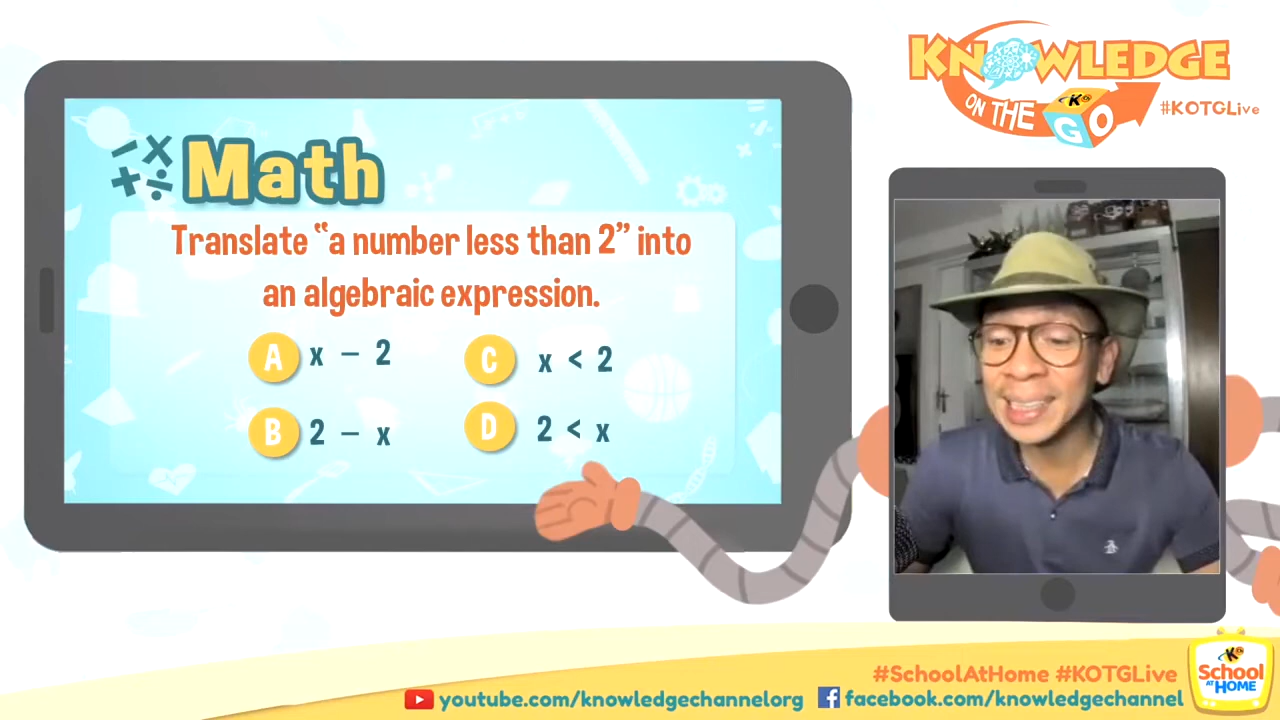 KNOWLEDGE
ON THE GO
#KOTGLive
Math
Translate “a number less than 2” into
an algebraic expression.
A x − 2
C x < 2
B 2 − x
D 2 < x
#SchoolAtHome #KOTGLive
youtube.com/knowledgechannelorg
facebook.com/knowledgechannel
School
AT HOME